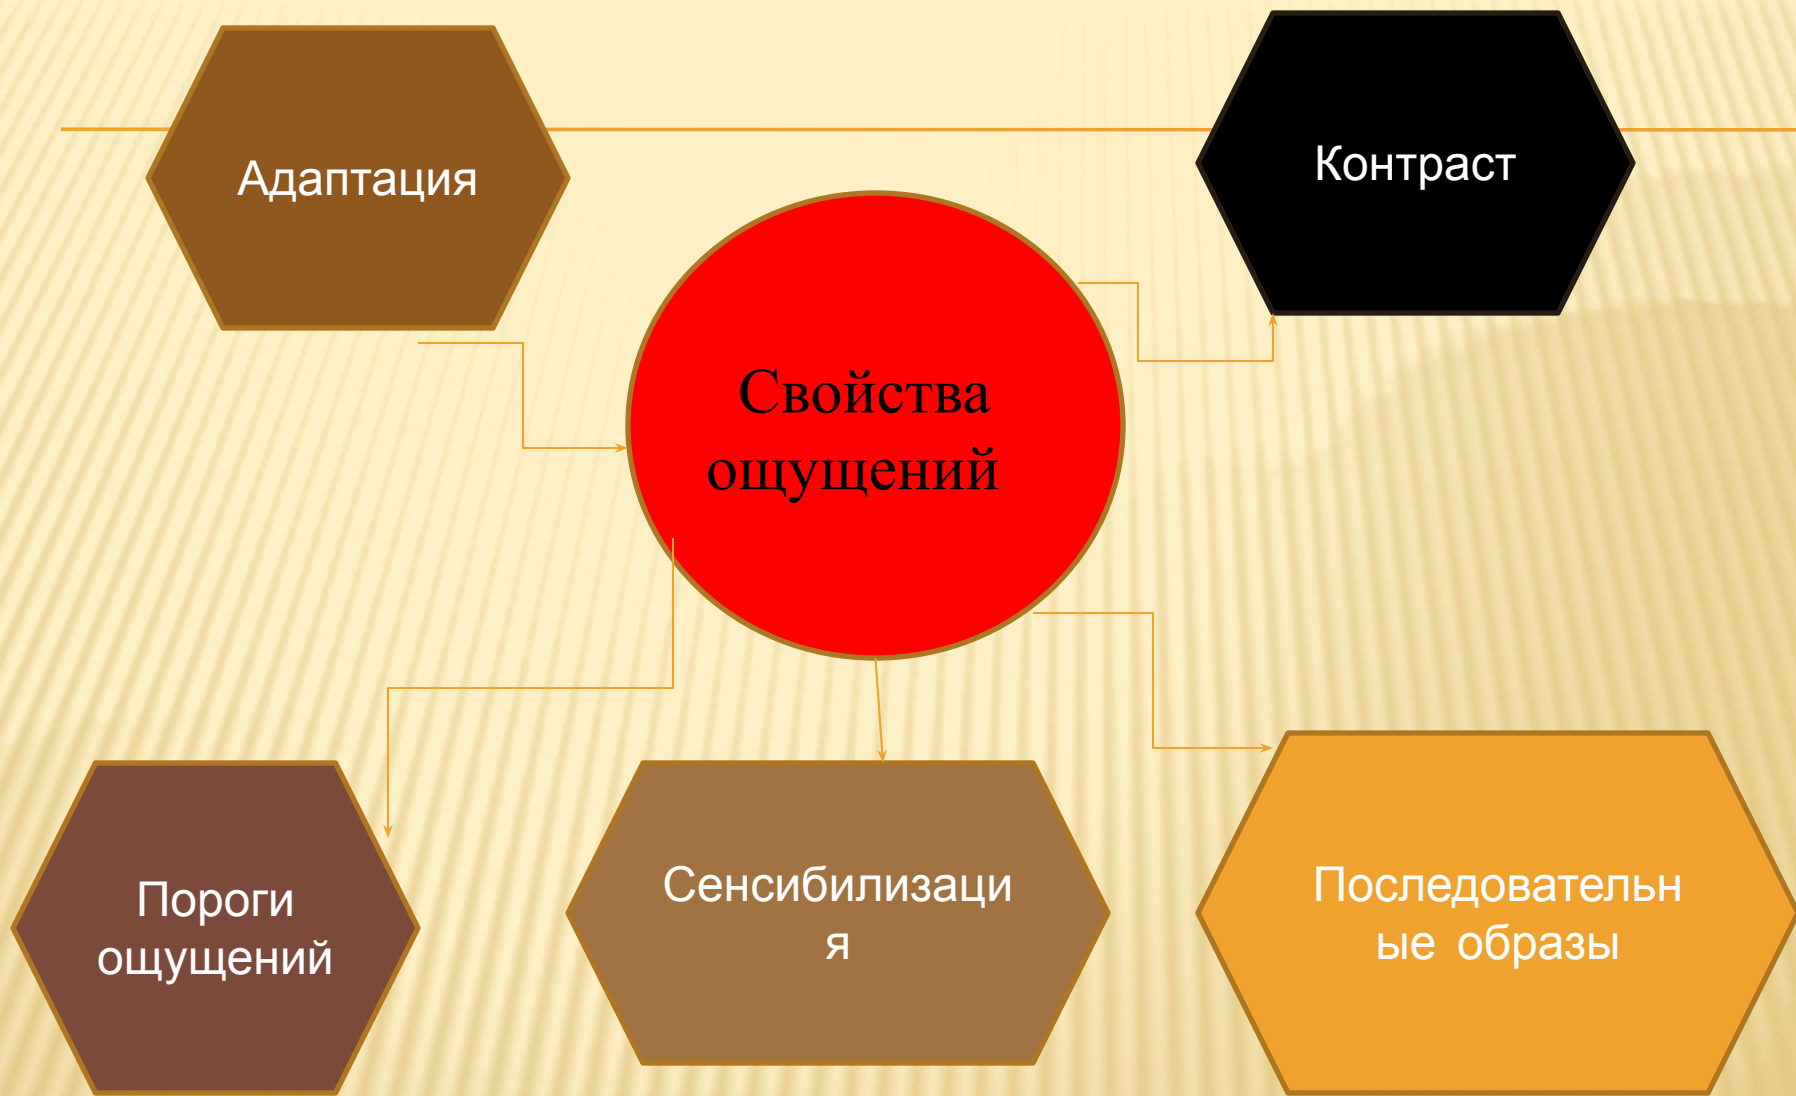 Адаптация
Контраст
Свойства
ощущений
Пороги
ощущений
Сенсибилизаци
я
Последовательн
ые образы